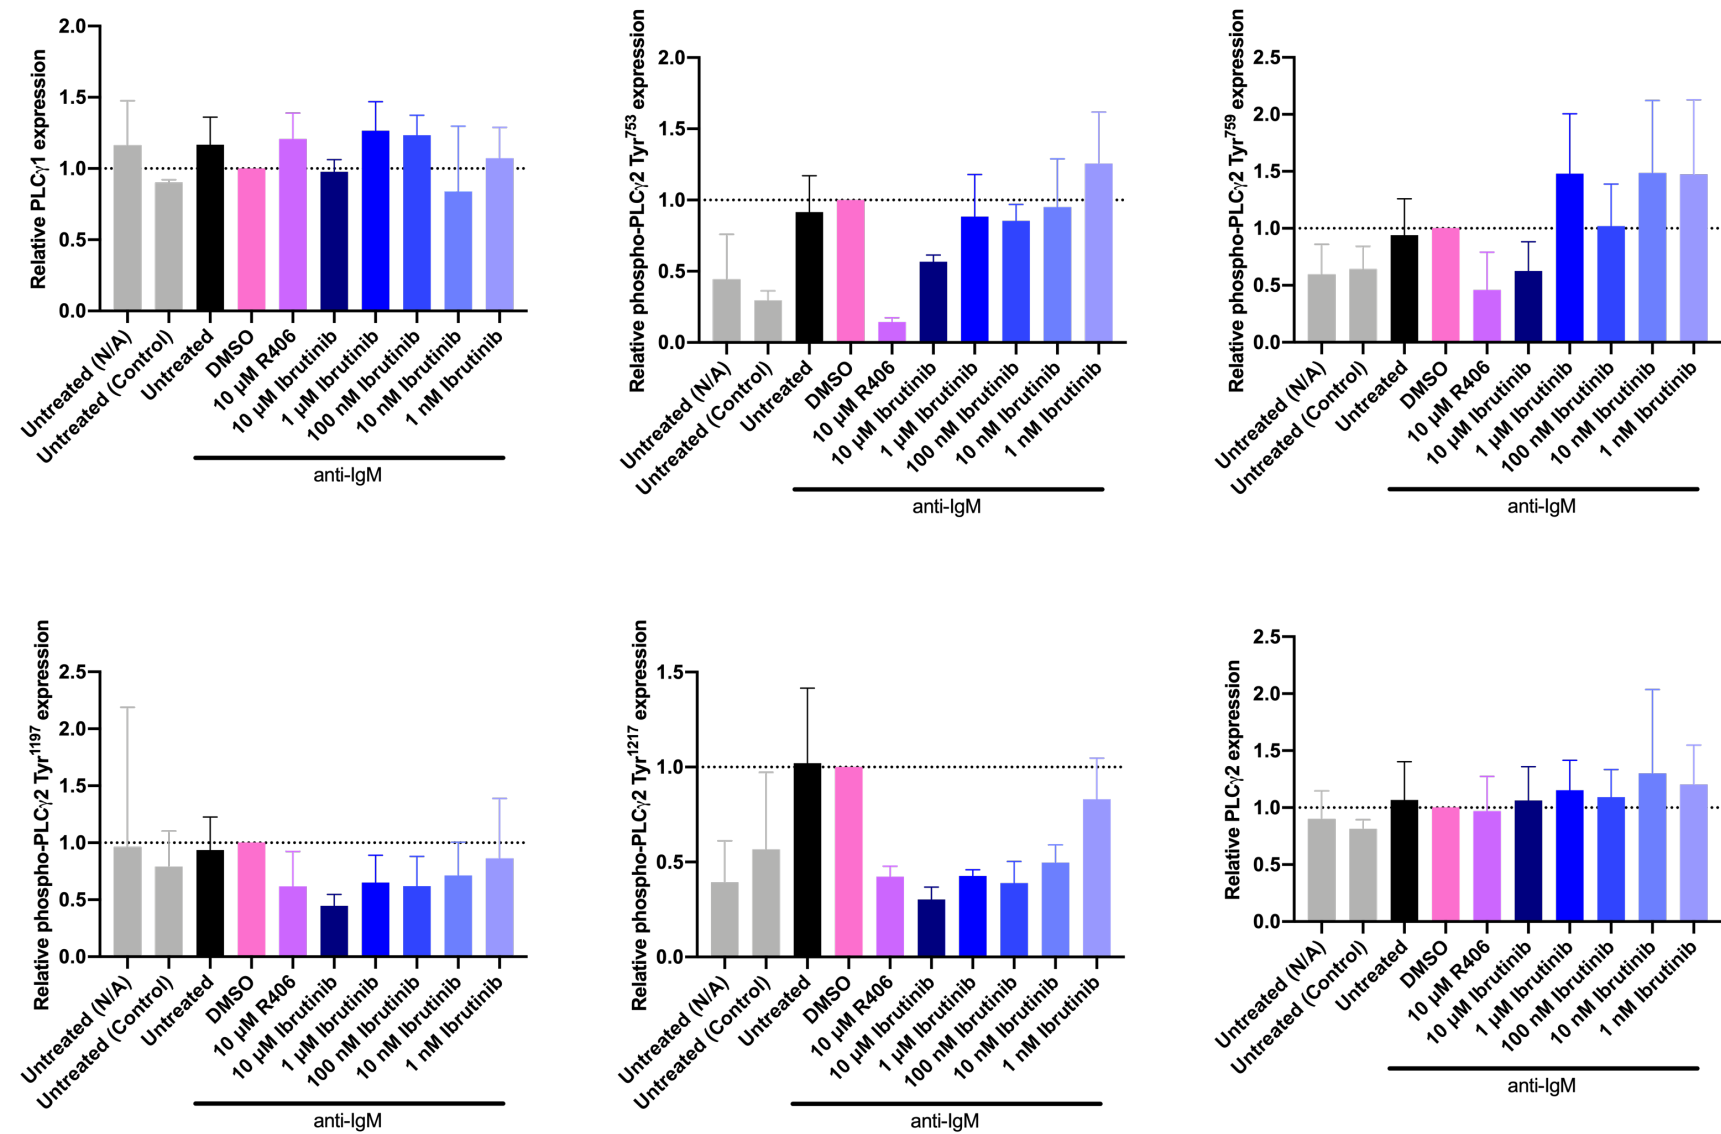 Relative PLCγ1 expression
2.0
1.5
1.0
0.5
0.0
Untreated (N/A)
Untreated (Control)
Untreated
DMSO
10 µM R406
10 µM Ibrutinib
1 µM Ibrutinib
100 nM Ibrutinib
10 nM Ibrutinib
1 nM Ibrutinib
anti-IgM
Relative phospho-PLCγ2 Tyr753 expression
2.0
1.5
1.0
0.5
0.0
Untreated (N/A)
Untreated (Control)
Untreated
DMSO
10 µM R406
10 µM Ibrutinib
1 µM Ibrutinib
100 nM Ibrutinib
10 nM Ibrutinib
1 nM Ibrutinib
anti-IgM
Relative phospho-PLCγ2 Tyr759 expression
2.5
2.0
1.5
1.0
0.5
0.0
Untreated (N/A)
Untreated (Control)
Untreated
DMSO
10 µM R406
10 µM Ibrutinib
1 µM Ibrutinib
100 nM Ibrutinib
10 nM Ibrutinib
1 nM Ibrutinib
anti-IgM
Relative phospho-PLCγ2 Tyr1197 expression
2.5
2.0
1.5
1.0
0.5
0.0
Untreated (N/A)
Untreated (Control)
Untreated
DMSO
10 µM R406
10 µM Ibrutinib
1 µM Ibrutinib
100 nM Ibrutinib
10 nM Ibrutinib
1 nM Ibrutinib
anti-IgM
Relative phospho-PLCγ2 Tyr1217 expression
1.5
1.0
0.5
0.0
Untreated (N/A)
Untreated (Control)
Untreated
DMSO
10 µM R406
10 µM Ibrutinib
1 µM Ibrutinib
100 nM Ibrutinib
10 nM Ibrutinib
1 nM Ibrutinib
anti-IgM
Relative PLCγ2 expression
2.5
2.0
1.5
1.0
0.5
0.0
Untreated (N/A)
Untreated (Control)
Untreated
DMSO
10 µM R406
10 µM Ibrutinib
1 µM Ibrutinib
100 nM Ibrutinib
10 nM Ibrutinib
1 nM Ibrutinib
anti-IgM